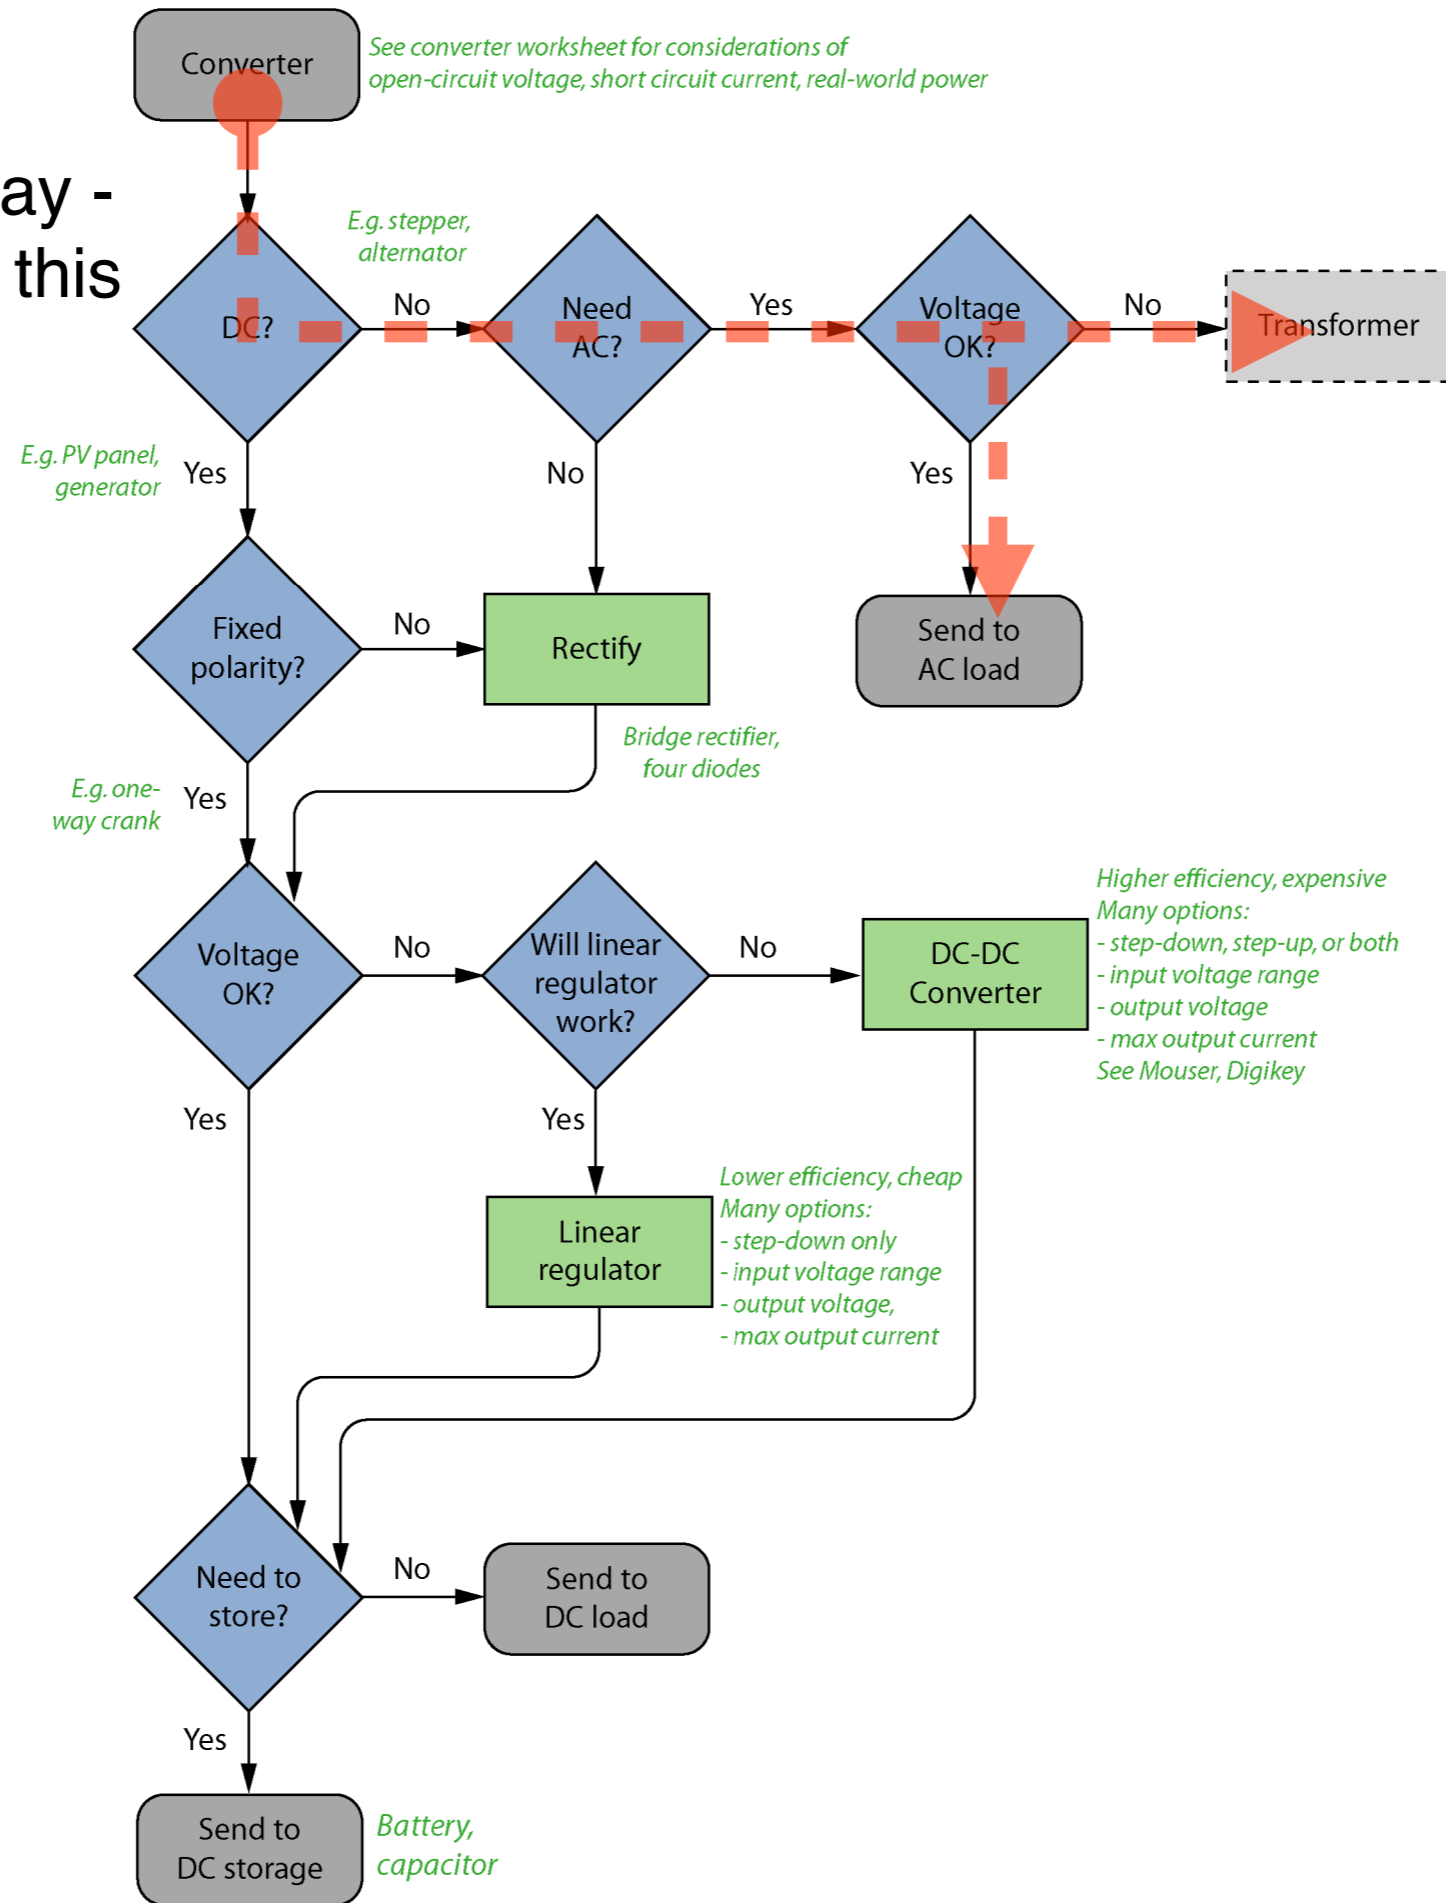 Converter
See converter worksheet for considerations of
open-circuit voltage, short circuit current, real-world power
ay -
this
E.g. stepper,
alternator
DC?
No
Need
AC?
Yes
Voltage
OK?
No
Transformer
E.g. PV panel,
generator
Yes
No
Yes
Fixed
polarity?
No
Rectify
Send to
AC load
Bridge rectifier,
four diodes
E.g. one-
way crank
Yes
Voltage
OK?
No
Will linear
regulator
work?
No
DC-DC
Converter
Higher efficiency, expensive
Many options:
- step-down, step-up, or both
- input voltage range
- output voltage
- max output current
See Mouser, Digikey
Yes
Yes
Linear
regulator
Lower efficiency, cheap
Many options:
- step-down only
- input voltage range
- output voltage,
- max output current
Need to
store?
No
Send to
DC load
Yes
Send to
DC storage
Battery,
capacitor